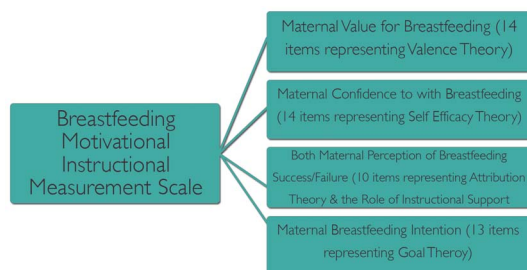 Breastfeeding
Motivational
Instructional
Measurement Scale
Maternal Value for Breastfeeding (14
items representing Valence Theory)
Maternal Confidence to with Breastfeeding
(14 items representing Self Efficacy Theory)
Both Maternal Perception of Breastfeeding
Success/Failure (10 items representing Attribution
Theory & the Role of Instructional Support
Maternal Breastfeeding Intention (13 items
representing Goal Theroy)